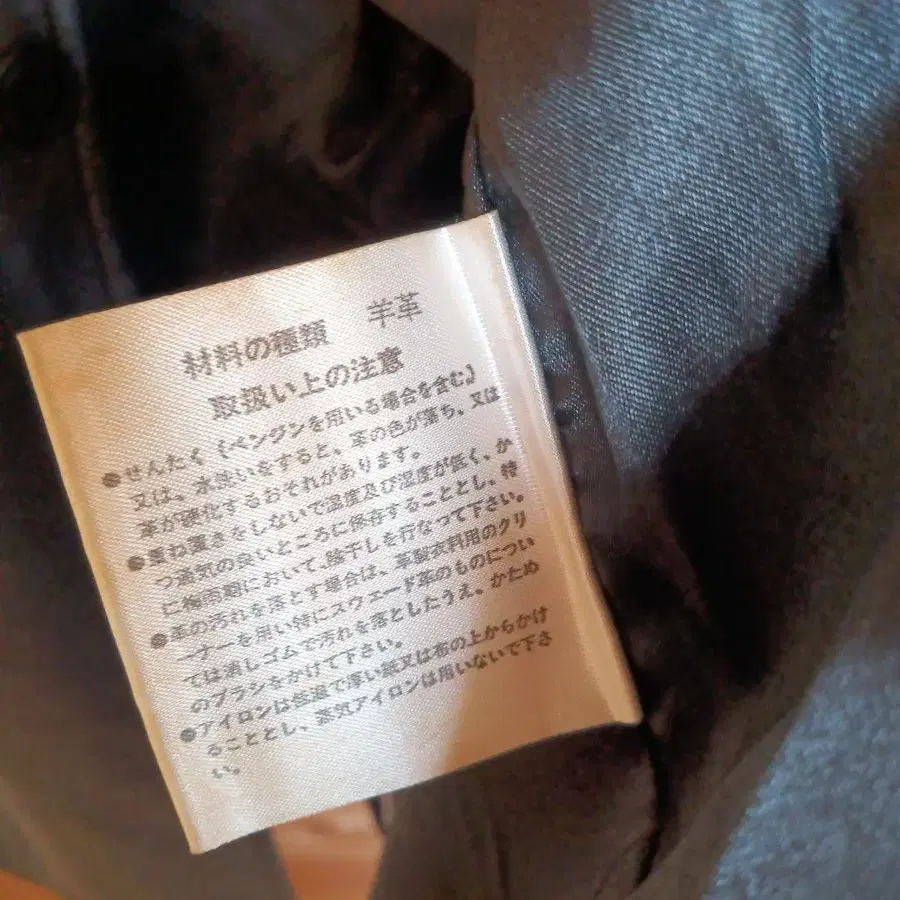 材料の種類　羊革
取扱い上の注意
●せんたく（ベンジンを用いる場合を含む）
又は、水洗いをすると、革の色が落ち、又は
革が硬化するおそれがあります。
●重ね置きをしないで温度及び湿度が低く、か
つ通気の良いところに保存することとし、特
に梅雨期において、陰干しを行なって下さい。
●革の汚れを落とす場合は、革製衣料用のクリ
ーナーを用い特にスウェード革のものについ
ては消しゴムで汚れを落としたうえ、かため
のブラシをかけて下さい。
●アイロンは低温で薄い紙又は布の上からかけ
ることとし、蒸気アイロンは用いないで下さ
い。